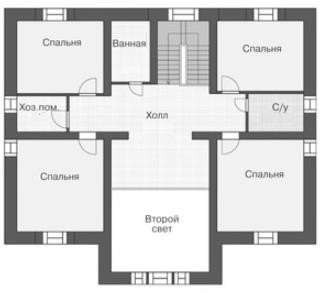 Спальня
Ванная
Спальня
Хоз.пом.
Холл
С/у
Спальня
Спальня
Второй
свет